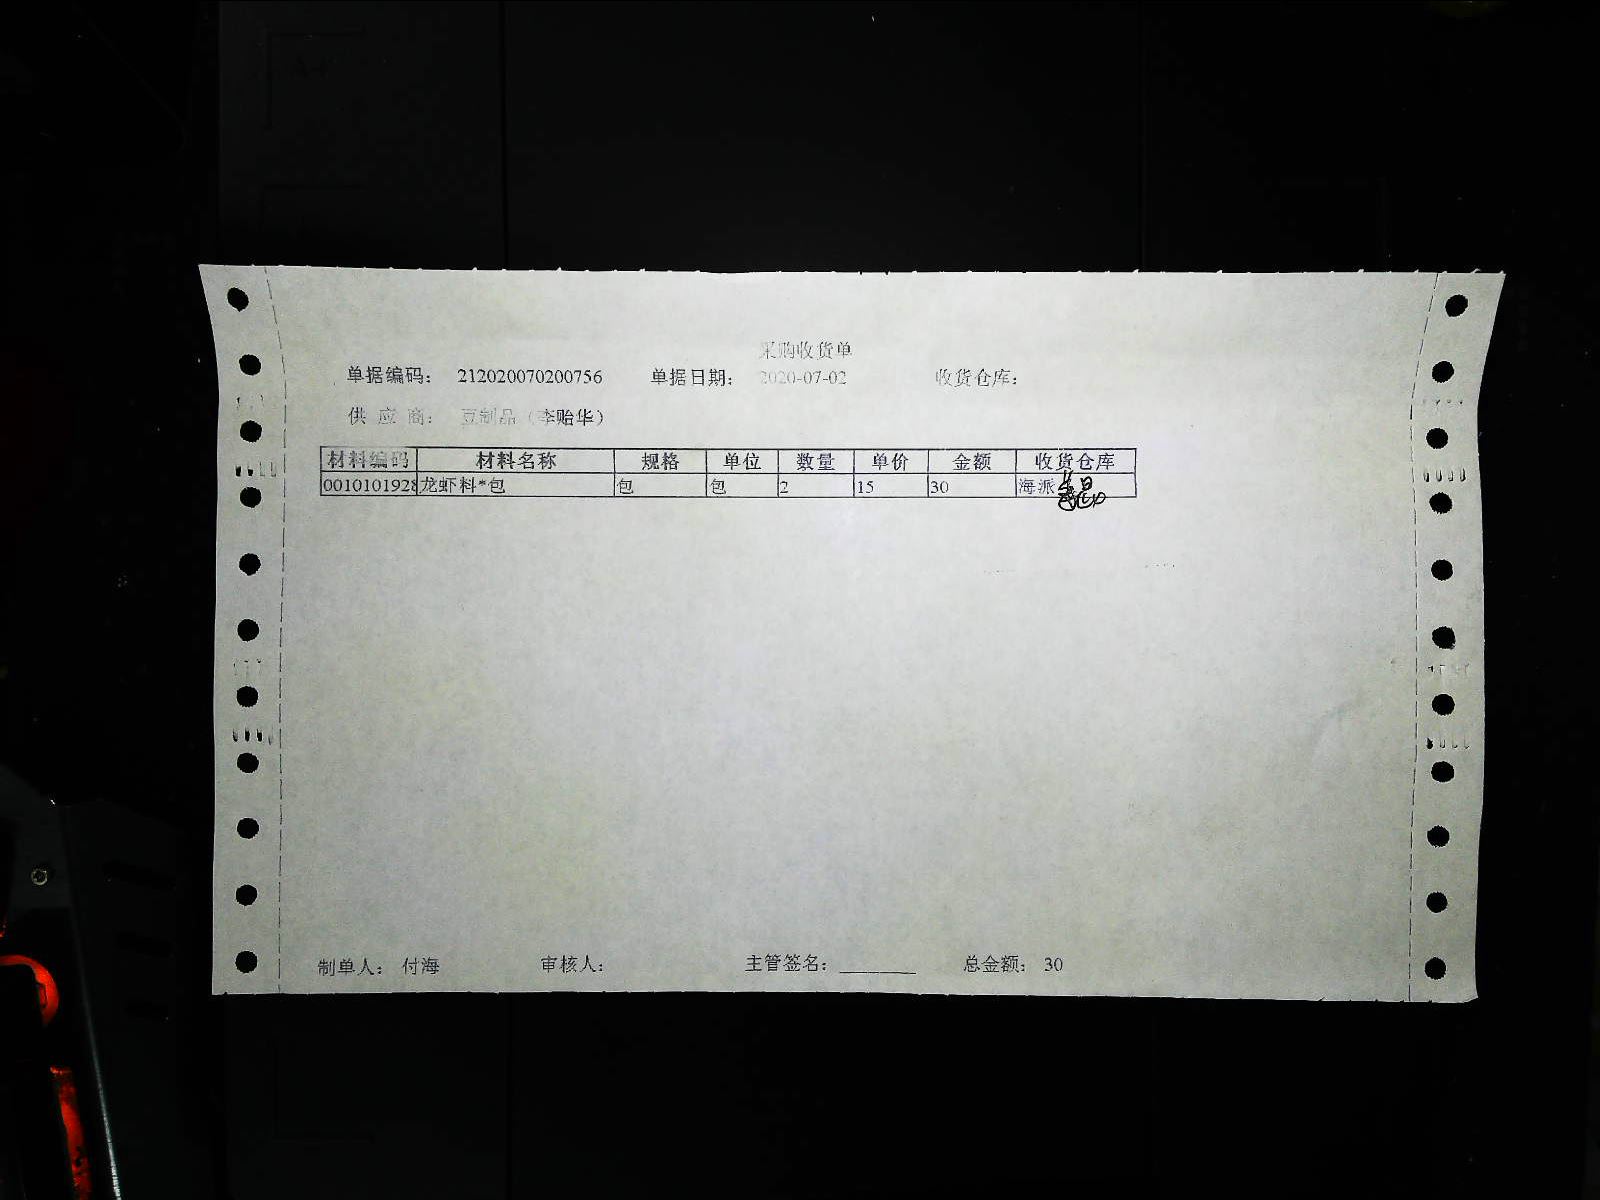 采购收货单
单据编码： 212020070200756 单据日期： 2020-07-02 收货仓库：
供 应 商： 豆制品（李贻华）
材料编码 材料名称 规格 单位 数量 单价 金额 收货仓库
0010101928 龙虾料*包 包 包 2 15 30 海派
制单人： 付海 审核人： 主管签名：________ 总金额： 30